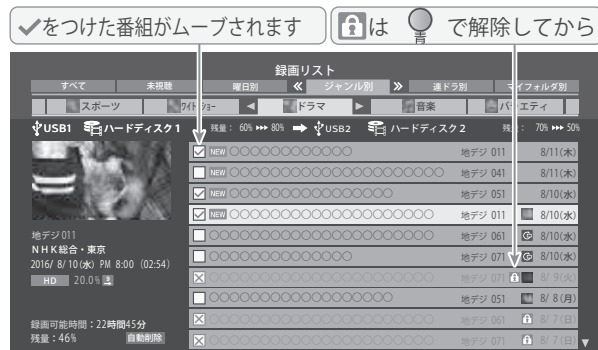 ✓をつけた番組がムーブされます
🔒は 青 で解除してから
録画リスト
すべて 未視聴 曜日別 ≪ ジャンル別 ≫ 連ドラ別 マイフォルダ別
スポーツ ワイドショー ◀ ドラマ ▶ 音楽 バラエティ
USB1 ハードディスク1 残量: 60% ▸▸▸ 80% ➡ USB2 ハードディスク2 残量: 70% ▸▸▸ 50%
NEW 〇〇〇〇〇〇〇〇〇〇〇〇 地デジ 011 8/11(木)
NEW 〇〇〇〇〇〇〇〇〇〇〇〇〇〇〇〇〇〇〇〇〇 地デジ 041 8/11(木)
NEW 〇〇〇〇〇〇〇〇〇〇〇〇〇〇〇〇 地デジ 051 8/10(水)
NEW 〇〇〇〇〇〇〇〇〇〇〇〇〇〇〇〇〇〇〇〇 地デジ 011 8/10(水)
〇〇〇〇〇〇〇〇〇〇〇〇〇〇〇〇〇〇〇〇〇〇 地デジ 061 8/10(水)
〇〇〇〇〇〇〇〇〇〇〇〇〇〇〇〇〇〇〇〇〇〇 地デジ 071 8/10(水)
〇〇〇〇〇〇〇〇〇〇〇〇〇〇〇〇〇〇〇〇〇〇 地デジ 071 8/ 9(火)
〇〇〇〇〇〇〇〇〇〇〇〇〇〇〇〇〇〇 地デジ 051 8/ 8(月)
〇〇〇〇〇〇〇〇〇〇〇〇〇〇〇〇〇〇〇〇〇〇 地デジ 061 8/ 7(日)
〇〇〇〇〇〇〇〇〇〇〇〇〇〇〇〇〇〇〇〇〇〇 地デジ 071 8/ 7(日)
地デジ 011
NHK総合・東京
2016/ 8/10(水) PM 8:00 (02:54)
HD 20.0%
録画可能時間:22時間45分
残量:46% 自動削除